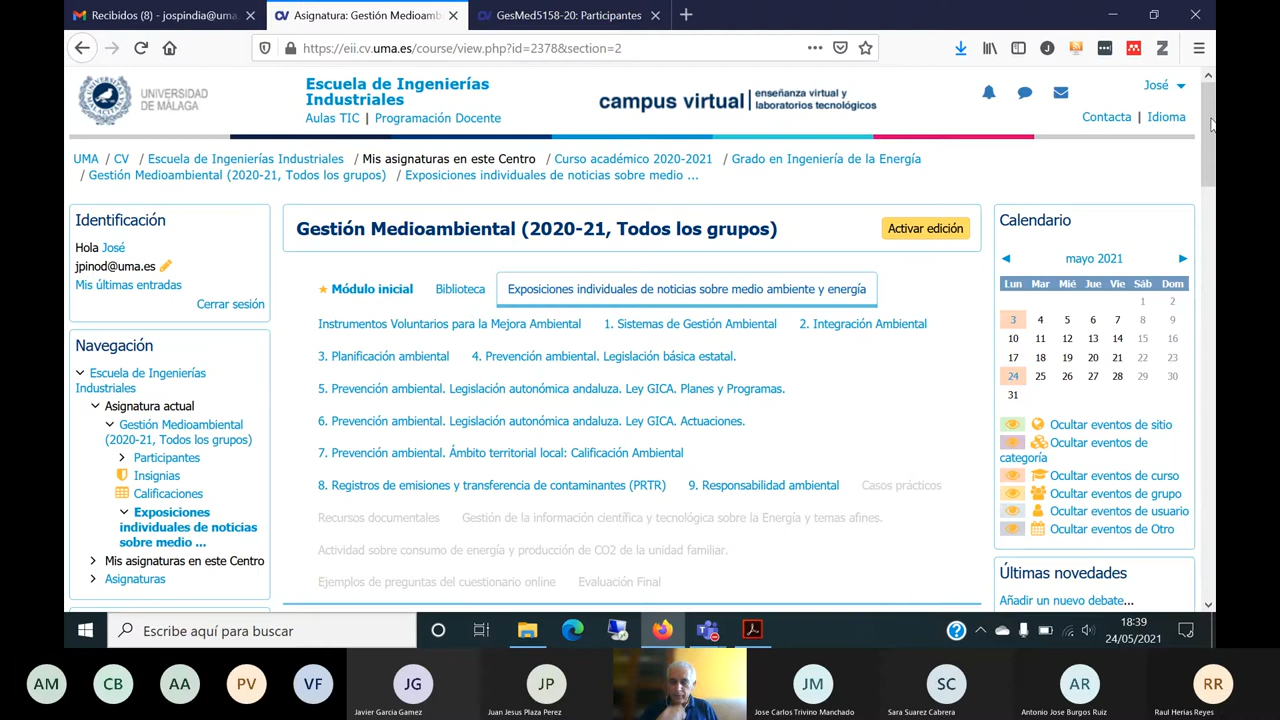 Recibidos (8) - jospindia@uma.
Asignatura: Gestión Medioamb
GesMed5158-20: Participantes
https://eii.cv.uma.es/course/view.php?id=2378&section=2
UNIVERSIDAD
DE MÁLAGA
Escuela de Ingenierías
Industriales
Aulas TIC | Programación Docente
campus virtual | enseñanza virtual y
laboratorios tecnológicos
José
Contacta | Idioma
UMA / CV / Escuela de Ingenierías Industriales / Mis asignaturas en este Centro / Curso académico 2020-2021 / Grado en Ingeniería de la Energía
/ Gestión Medioambiental (2020-21, Todos los grupos) / Exposiciones individuales de noticias sobre medio ...
Identificación
Hola José
jpinod@uma.es
Mis últimas entradas
Cerrar sesión
Navegación
Escuela de Ingenierías
Industriales
Asignatura actual
Gestión Medioambiental
(2020-21, Todos los grupos)
Participantes
Insignias
Calificaciones
Exposiciones
individuales de noticias
sobre medio ...
Mis asignaturas en este Centro
Asignaturas
Gestión Medioambiental (2020-21, Todos los grupos)
Activar edición
Módulo inicial Biblioteca Exposiciones individuales de noticias sobre medio ambiente y energía
Instrumentos Voluntarios para la Mejora Ambiental 1. Sistemas de Gestión Ambiental 2. Integración Ambiental
3. Planificación ambiental 4. Prevención ambiental. Legislación básica estatal.
5. Prevención ambiental. Legislación autonómica andaluza. Ley GICA. Planes y Programas.
6. Prevención ambiental. Legislación autonómica andaluza. Ley GICA. Actuaciones.
7. Prevención ambiental. Ámbito territorial local: Calificación Ambiental
8. Registros de emisiones y transferencia de contaminantes (PRTR) 9. Responsabilidad ambiental Casos prácticos
Recursos documentales Gestión de la información científica y tecnológica sobre la Energía y temas afines.
Actividad sobre consumo de energía y producción de CO2 de la unidad familiar.
Ejemplos de preguntas del cuestionario online Evaluación Final
Calendario
◄ mayo 2021 ►
Lun Mar Mié Jue Vie Sáb Dom
1 2
3 4 5 6 7 8 9
10 11 12 13 14 15 16
17 18 19 20 21 22 23
24 25 26 27 28 29 30
31
Ocultar eventos de sitio
Ocultar eventos de
categoría
Ocultar eventos de curso
Ocultar eventos de grupo
Ocultar eventos de usuario
Ocultar eventos de Otro
Últimas novedades
Añadir un nuevo debate...
Escribe aquí para buscar
18:39
24/05/2021
AM CB AA PV VF JG JP JM SC AR RR
Javier Garcia Gamez
Juan Jesus Plaza Perez
Jose Carlos Trivino Manchado
Sara Suarez Cabrera
Antonio Jose Burgos Ruiz
Raul Herias Reyes